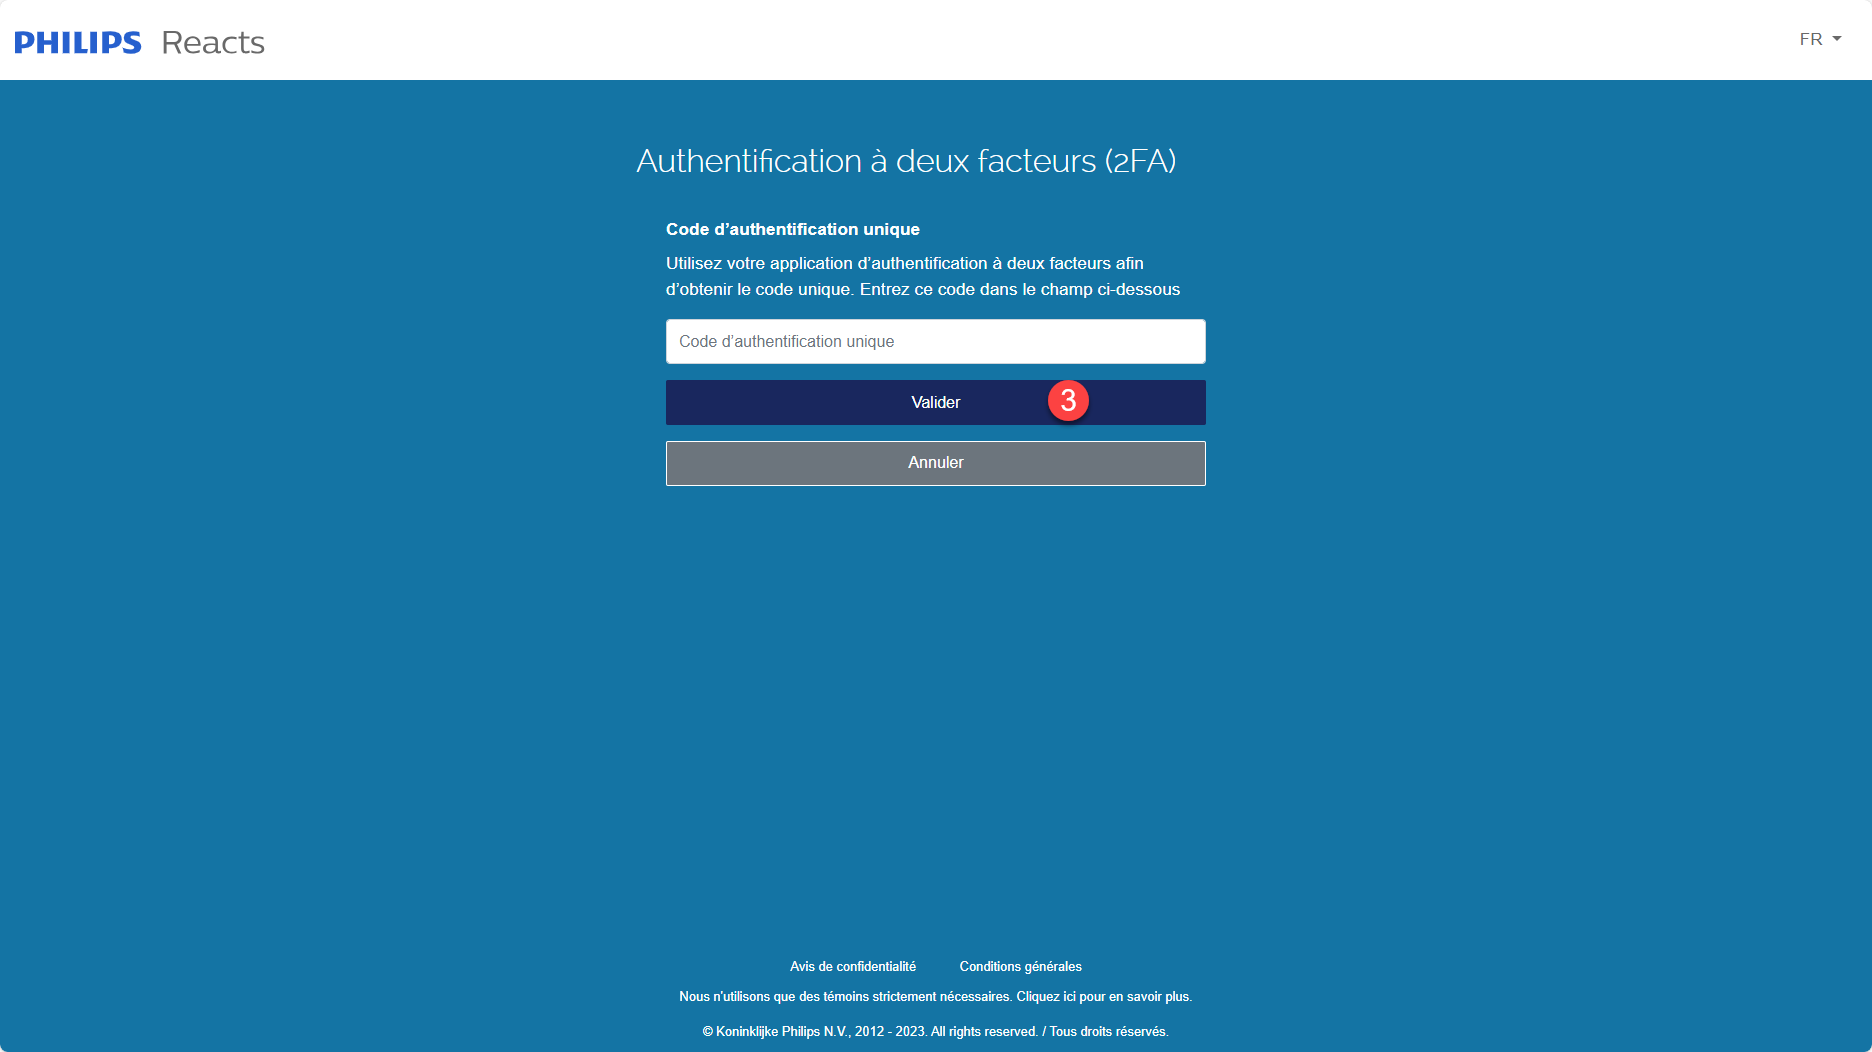 PHILIPS Reacts
FR
Authentification à deux facteurs (2FA)
Code d’authentification unique
Utilisez votre application d’authentification à deux facteurs afin
d’obtenir le code unique. Entrez ce code dans le champ ci-dessous
Code d’authentification unique
Valider
3
Annuler
Avis de confidentialité Conditions générales
Nous n'utilisons que des témoins strictement nécessaires. Cliquez ici pour en savoir plus.
© Koninklijke Philips N.V., 2012 - 2023. All rights reserved. / Tous droits réservés.